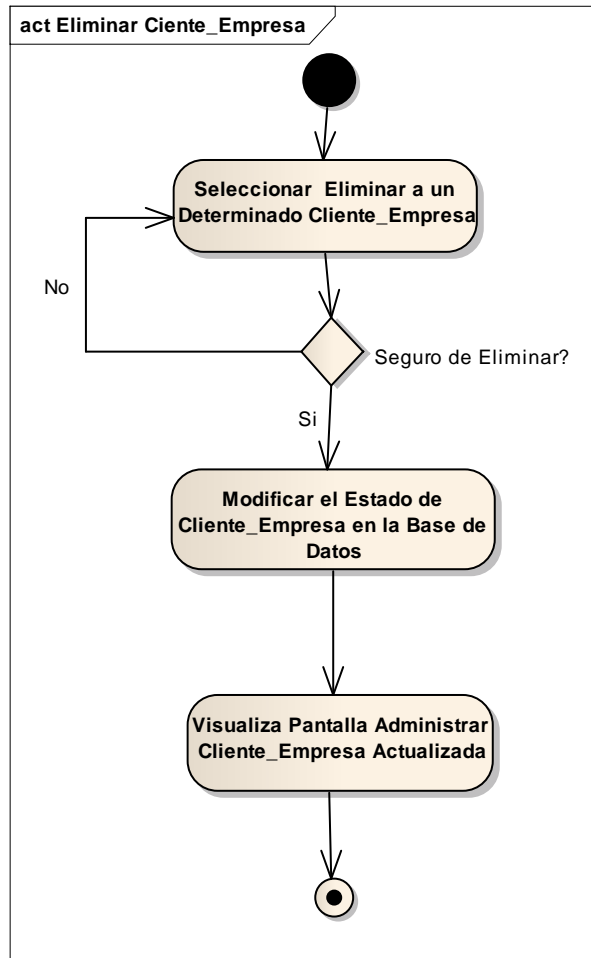 act Eliminar Ciente_Empresa
Seleccionar Eliminar a un
Determinado Cliente_Empresa
No
Seguro de Eliminar?
Si
Modificar el Estado de
Cliente_Empresa en la Base de
Datos
Visualiza Pantalla Administrar
Cliente_Empresa Actualizada